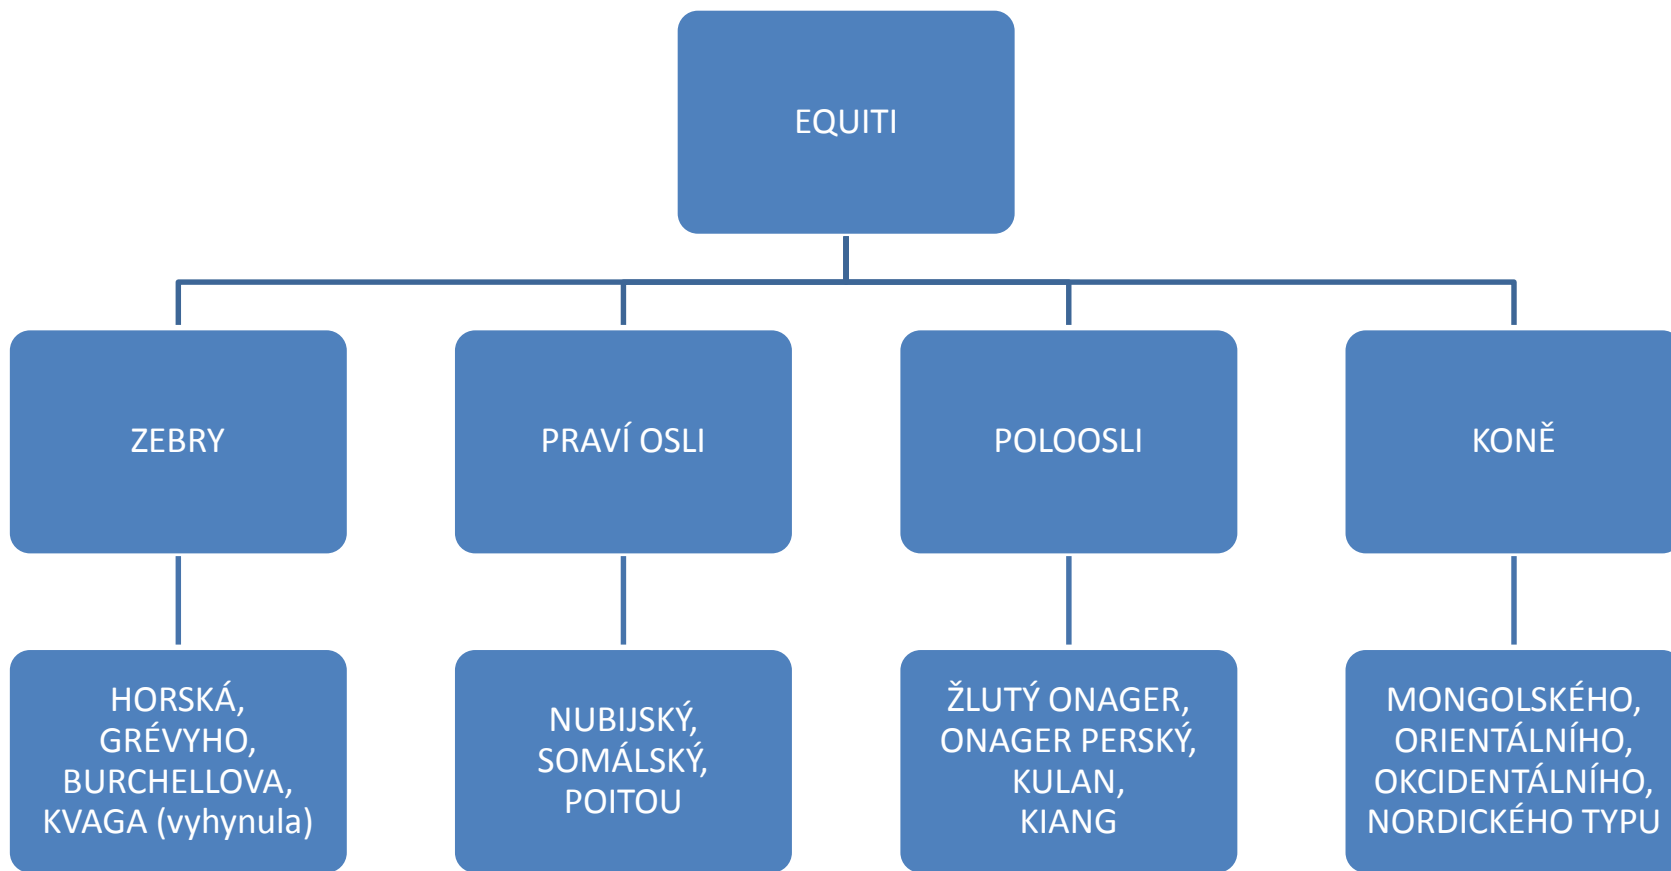 EQUITI
ZEBRY
PRAVÍ OSLI
POLOOSLI
KONĚ
HORSKÁ,
GRÉVYHO,
BURCHELLOVA,
KVAGA (vyhynula)
NUBIJSKÝ,
SOMÁLSKÝ,
POITOU
ŽLUTÝ ONAGER,
ONAGER PERSKÝ,
KULAN,
KIANG
MONGOLSKÉHO,
ORIENTÁLNÍHO,
OKCIDENTÁLNÍHO,
NORDICKÉHO TYPU